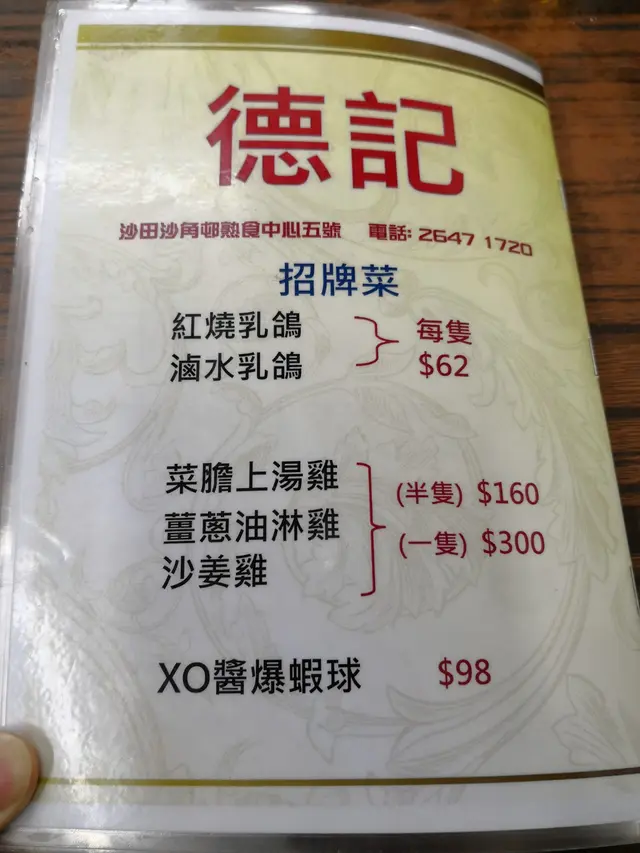 德記
沙田沙角邨熟食中心五號 電話: 2647 1720
招牌菜
紅燒乳鴿
滷水乳鴿
每隻
$62
菜膽上湯雞
薑蔥油淋雞
沙姜雞
(半隻) $160
(一隻) $300
XO醬爆蝦球 $98